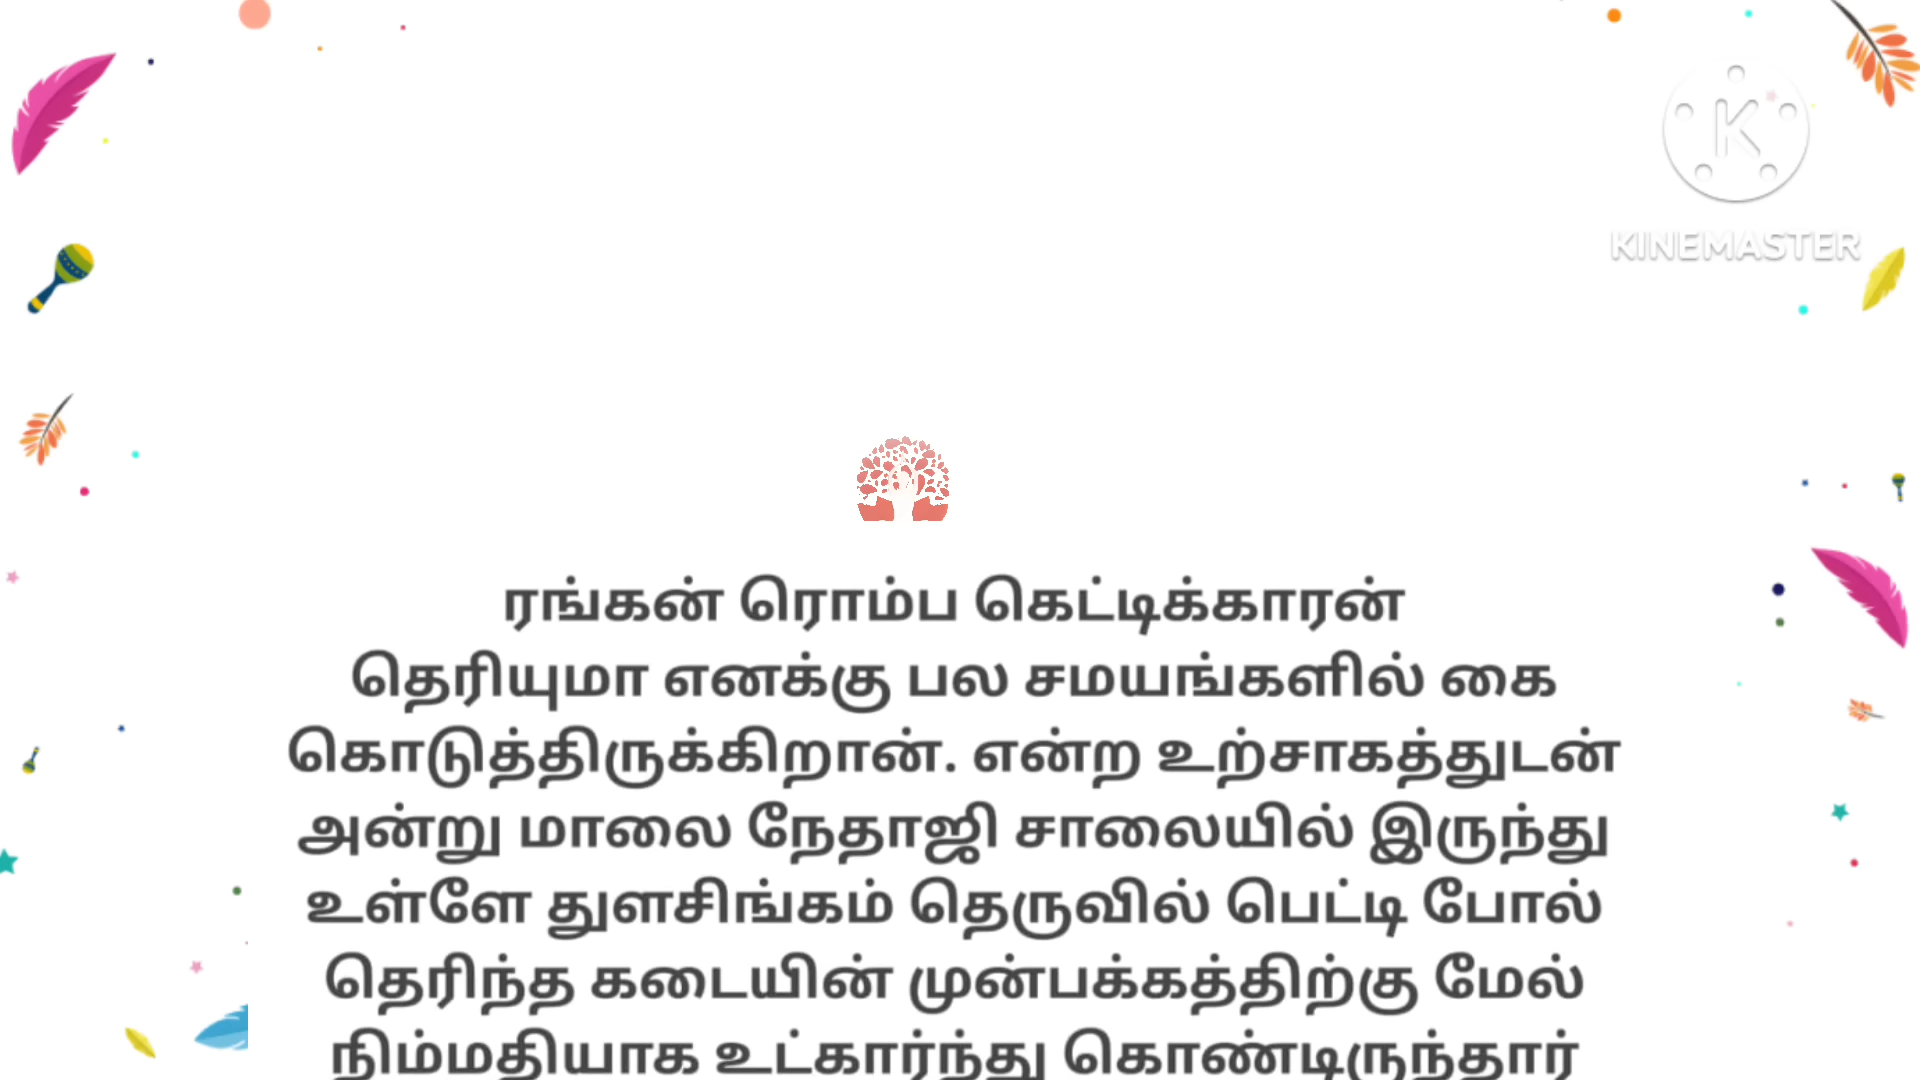 KINEMASTER
ரங்கன் ரொம்ப கெட்டிக்காரன்
தெரியுமா எனக்கு பல சமயங்களில் கை
கொடுத்திருக்கிறான். என்ற உற்சாகத்துடன்
அன்று மாலை நேதாஜி சாலையில் இருந்து
உள்ளே துளசிங்கம் தெருவில் பெட்டி போல்
தெரிந்த கடையின் முன்பக்கத்திற்கு மேல்
நிம்மதியாக உட்கார்ந்து கொண்டிருந்தார்